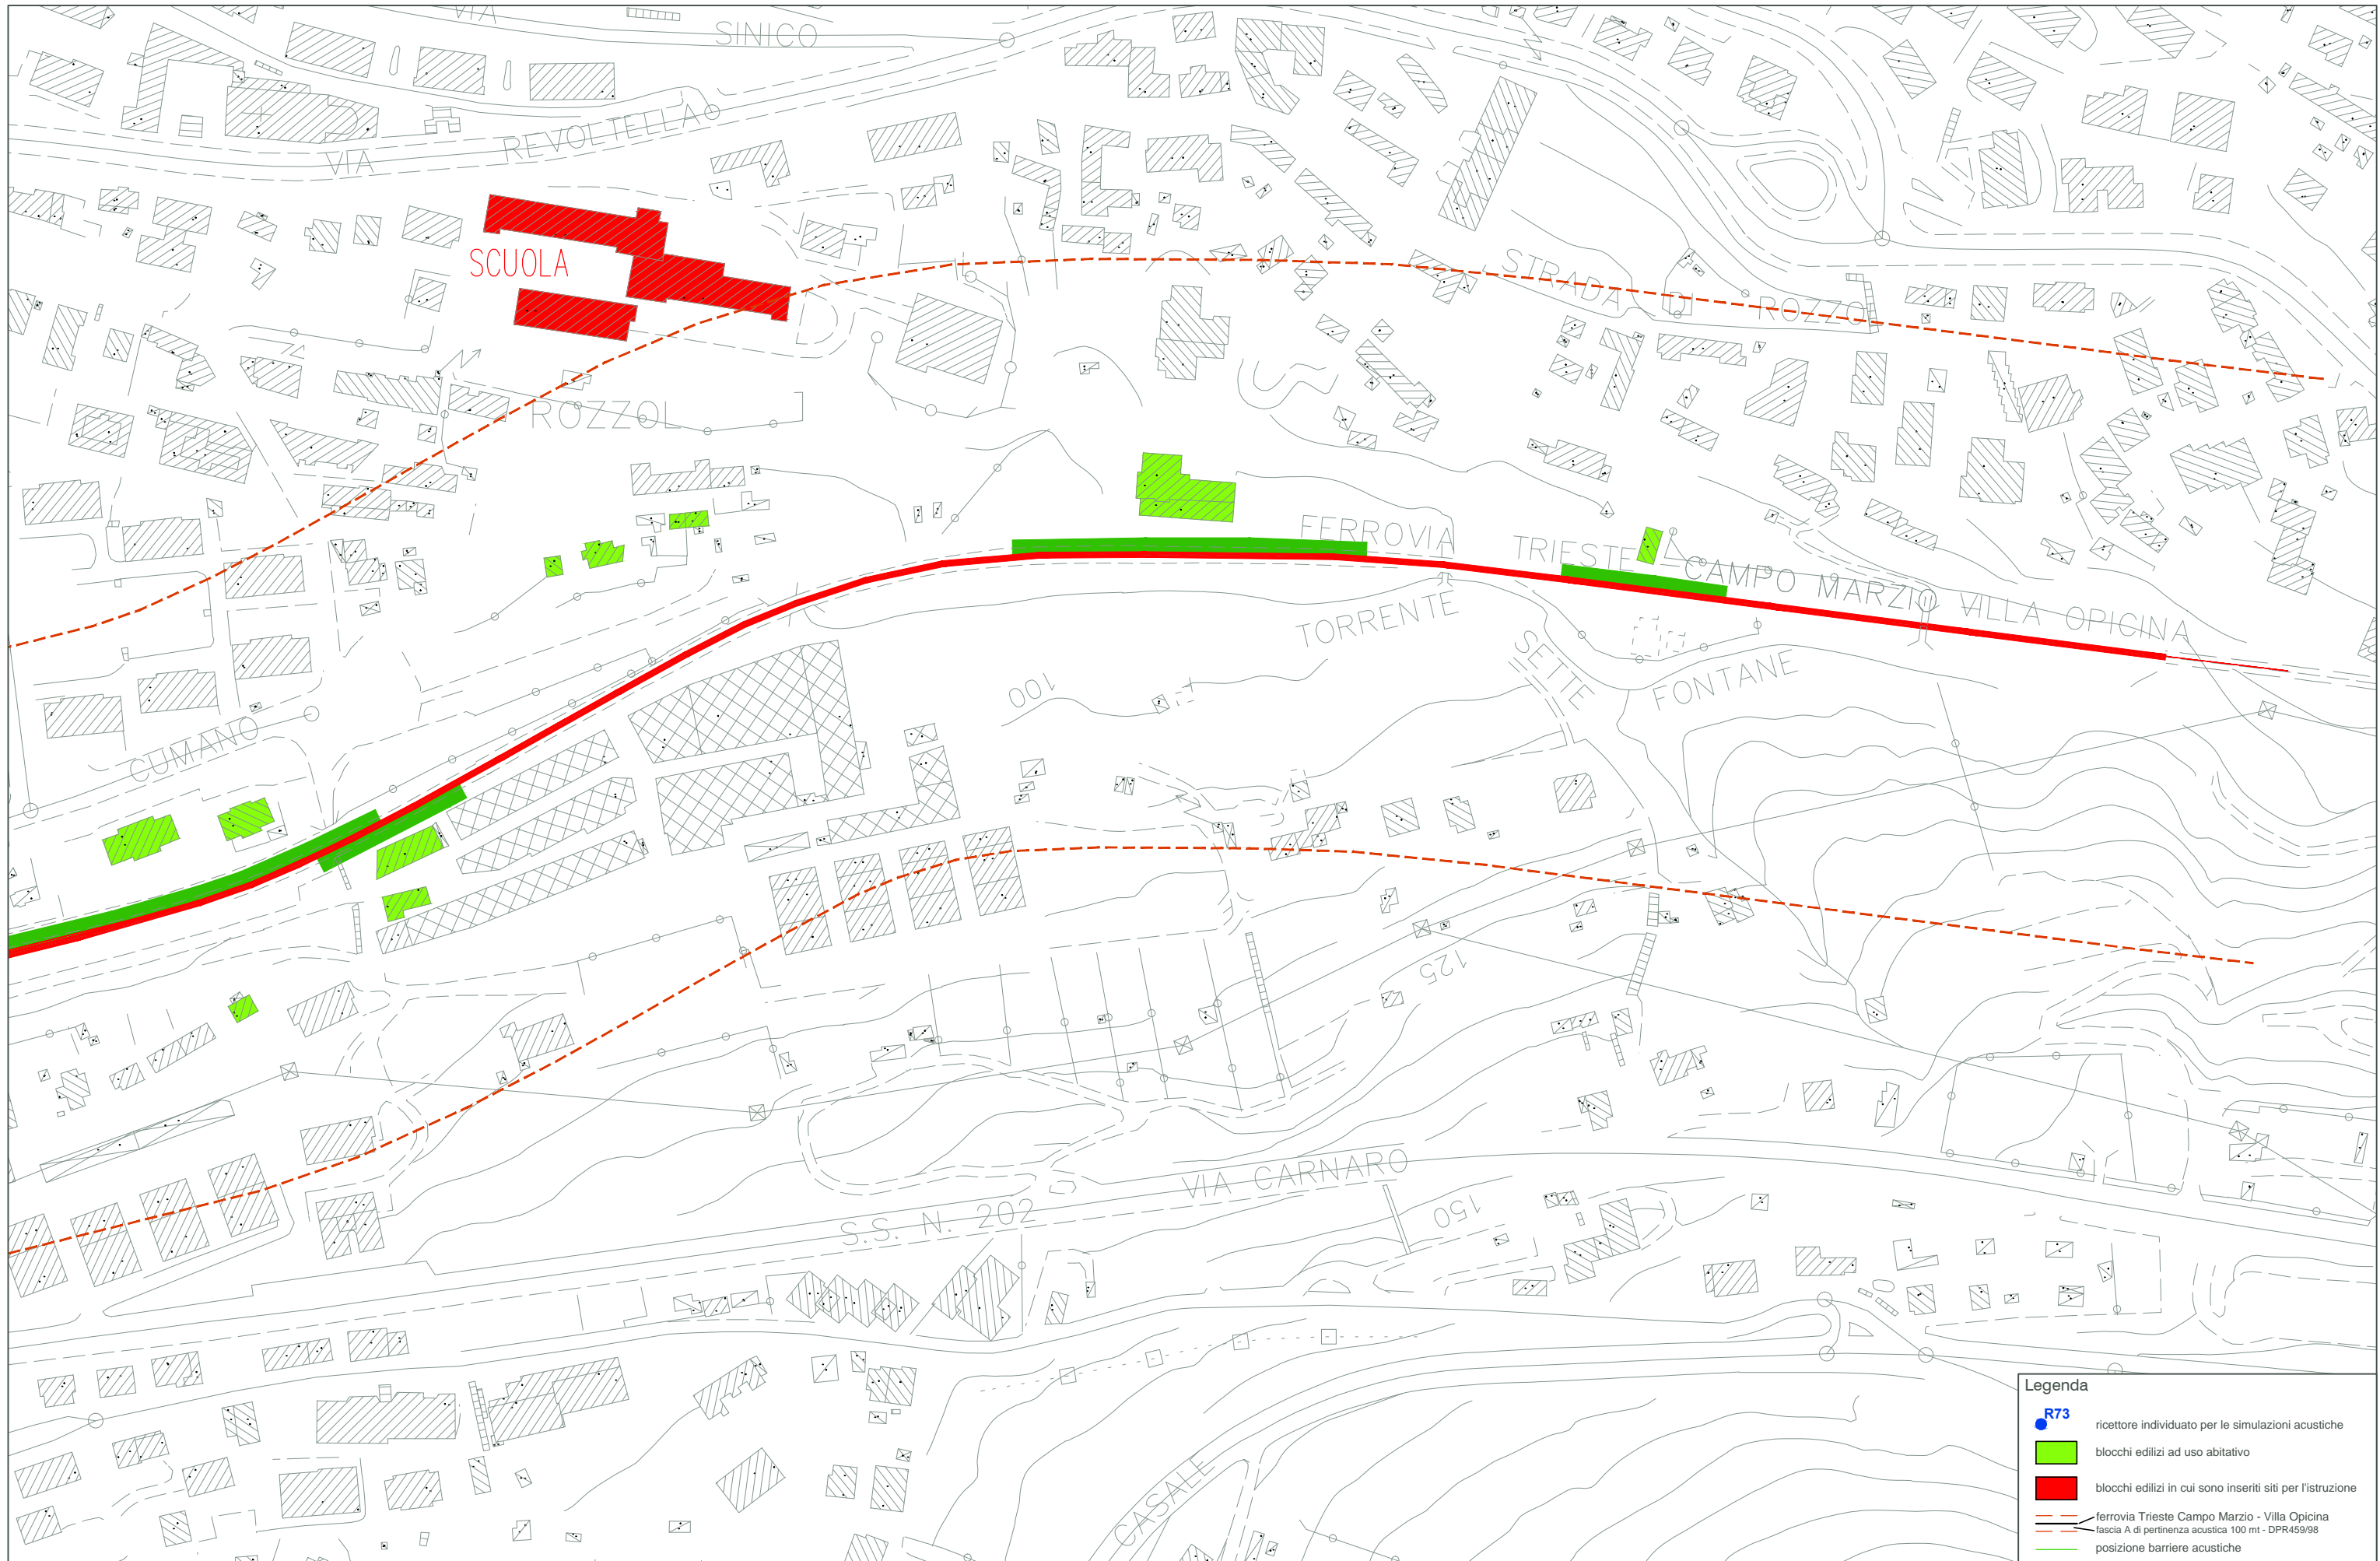 VIA
SINICO
VIA
REVOLTELLA
SCUOLA
STRADA DI ROZZOL
ROZZOL
FERROVIA TRIESTE CAMPO MARZIO VILLA OPICINA
TORRENTE SETTE FONTANE
100
CUMANO
125
VIA CARNARO
S.S. N. 202
150
CASALE
Legenda
R73
ricettore individuato per le simulazioni acustiche
blocchi edilizi ad uso abitativo
blocchi edilizi in cui sono inseriti siti per l'istruzione
ferrovia Trieste Campo Marzio - Villa Opicina
fascia A di pertinenza acustica 100 mt - DPR459/98
posizione barriere acustiche